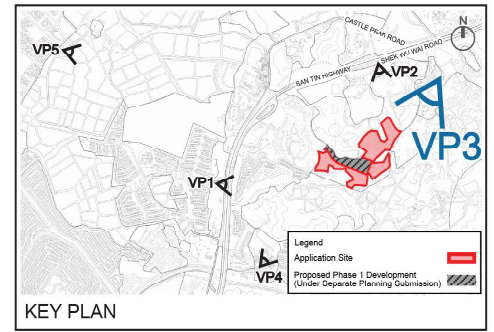 N
CASTLE PEAK ROAD
VP5
SHEK WU WAI ROAD
VP2
SAN TIN HIGHWAY
VP3
VP1
Legend
Application Site
VP4
Proposed Phase 1 Development
(Under Separate Planning Submission)
KEY PLAN